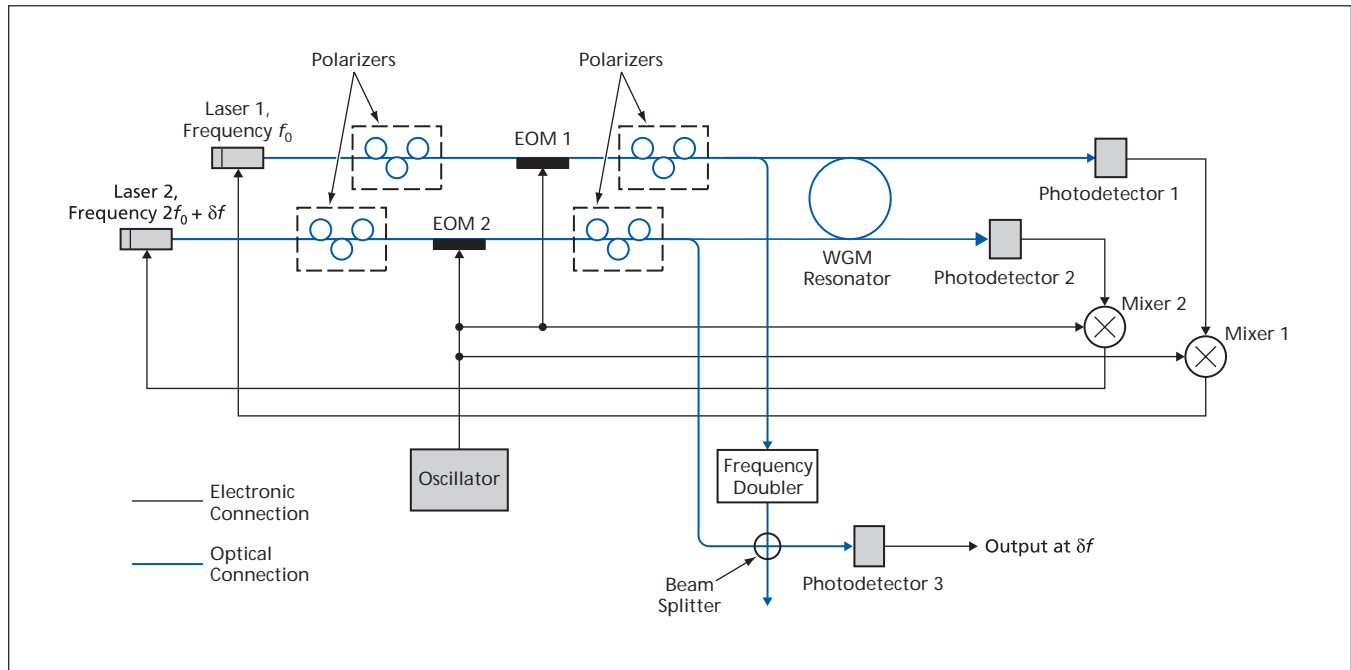 Polarizers
Polarizers
Laser 1,
Frequency f0
EOM 1
Photodetector 1
Laser 2,
Frequency 2f0 + δf
EOM 2
WGM
Resonator
Photodetector 2
Mixer 2
Mixer 1
Oscillator
Frequency
Doubler
Electronic
Connection
Optical
Connection
Beam
Splitter
Photodetector 3
Output at δf